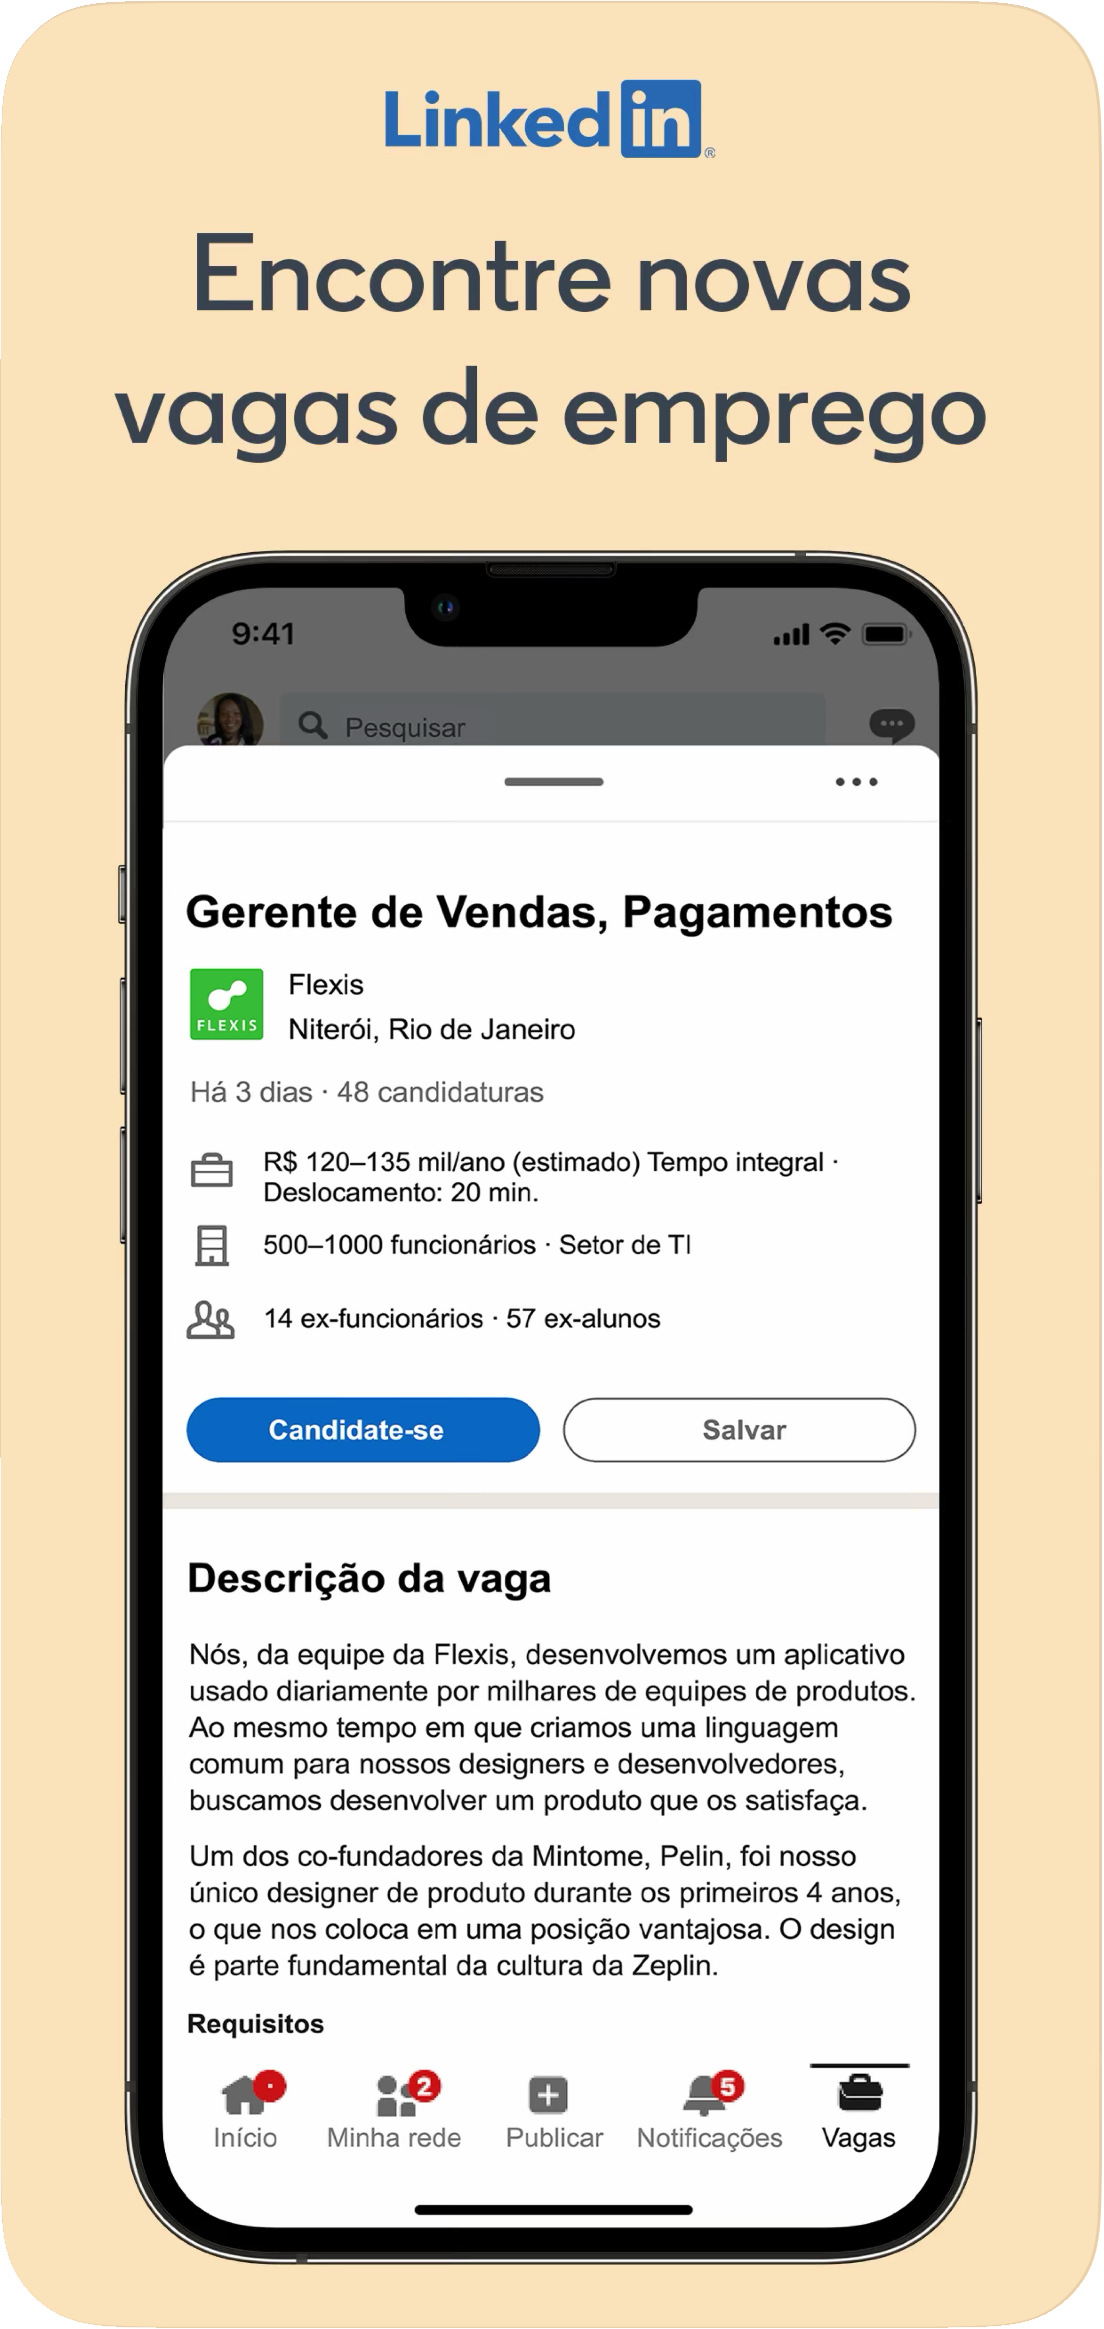 Linkedin®
Encontre novas
vagas de emprego
9:41
Pesquisar
Gerente de Vendas, Pagamentos
FLEXIS
Flexis
Niterói, Rio de Janeiro
Há 3 dias · 48 candidaturas
R$ 120–135 mil/ano (estimado) Tempo integral ·
Deslocamento: 20 min.
500–1000 funcionários · Setor de TI
14 ex-funcionários · 57 ex-alunos
Candidate-se
Salvar
Descrição da vaga
Nós, da equipe da Flexis, desenvolvemos um aplicativo
usado diariamente por milhares de equipes de produtos.
Ao mesmo tempo em que criamos uma linguagem
comum para nossos designers e desenvolvedores,
buscamos desenvolver um produto que os satisfaça.
Um dos co-fundadores da Mintome, Pelin, foi nosso
único designer de produto durante os primeiros 4 anos,
o que nos coloca em uma posição vantajosa. O design
é parte fundamental da cultura da Zeplin.
Requisitos
2
5
Início
Minha rede
Publicar
Notificações
Vagas